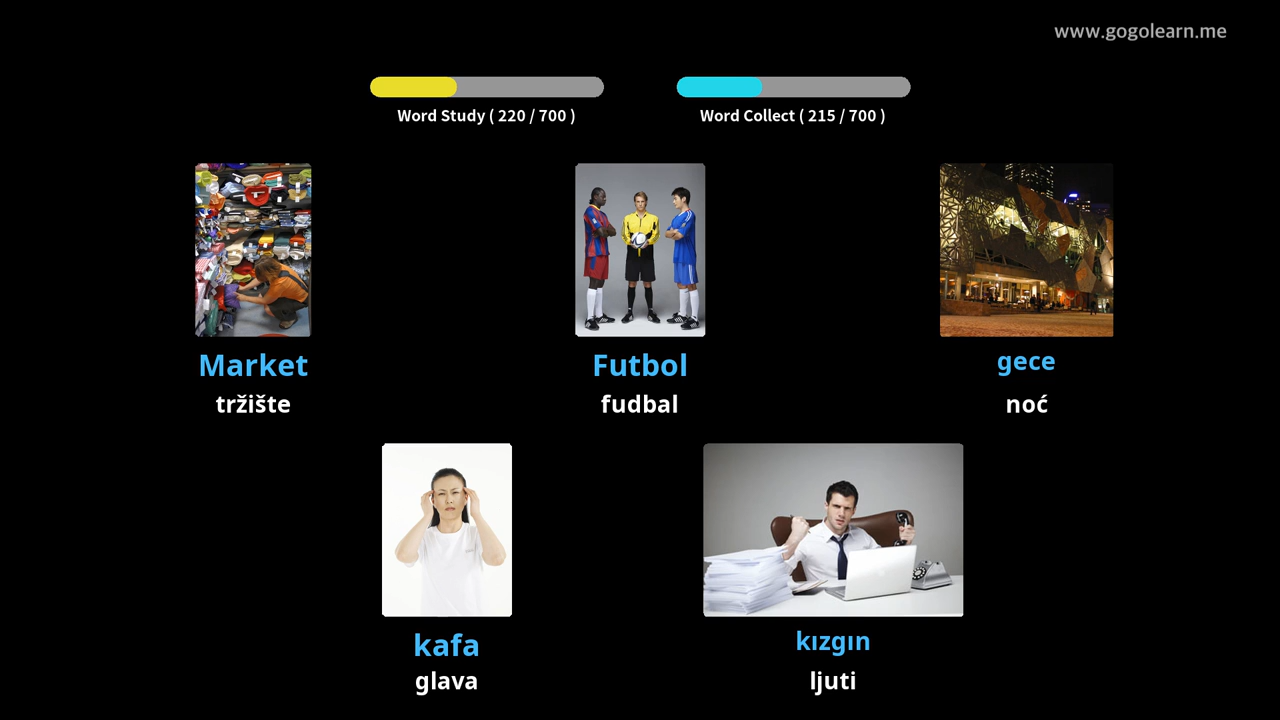 www.gogolearn.me
Word Study ( 220 / 700 )
Word Collect ( 215 / 700 )
Market
tržište
Futbol
fudbal
gece
noć
kafa
glava
kızgın
ljuti